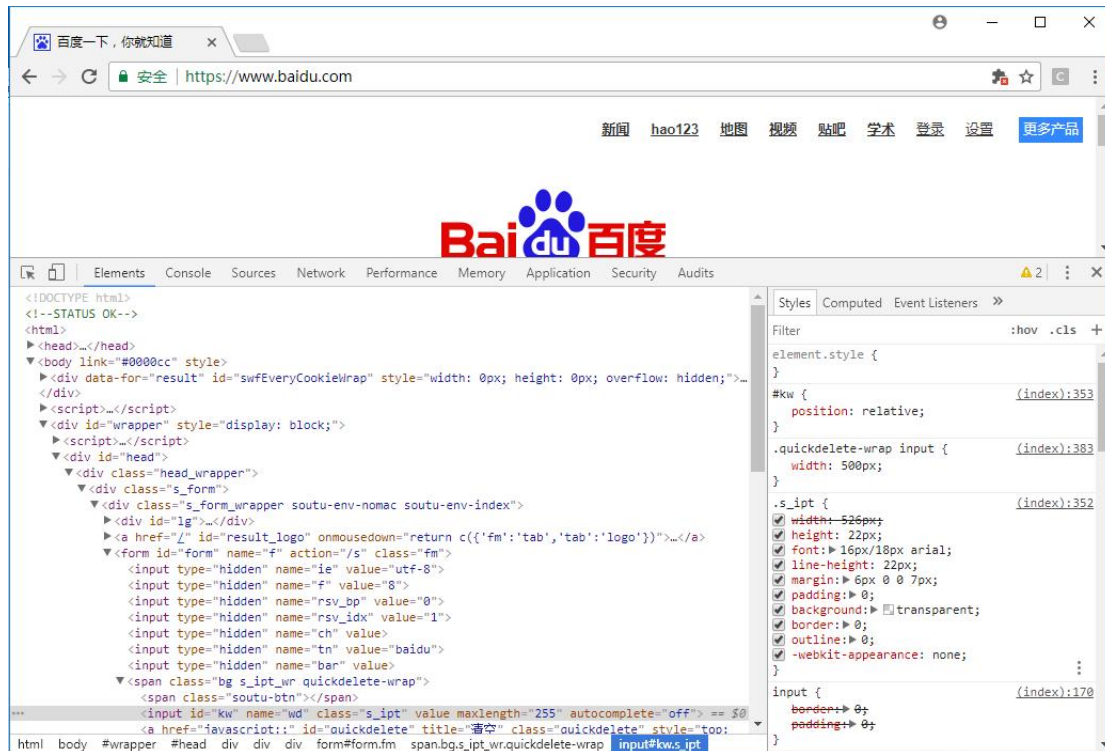 百度一下，你就知道
安全 | https://www.baidu.com
新闻 hao123 地图 视频 贴吧 学术 登录 设置 更多产品
Bai du 百度
Elements Console Sources Network Performance Memory Application Security Audits 2
<!DOCTYPE html>
<!--STATUS OK-->
<html>
<head>…</head>
<body link="#0000cc" style>
<div data-for="result" id="swfEveryCookieWrap" style="width: 0px; height: 0px; overflow: hidden;">…
</div>
<script>…</script>
<div id="wrapper" style="display: block;">
<script>…</script>
<div id="head">
<div class="head_wrapper">
<div class="s_form">
<div class="s_form_wrapper soutu-env-nomac soutu-env-index">
<div id="lg">…</div>
<a href="/" id="result_logo" onmousedown="return c({'fm':'tab','tab':'logo'})">…</a>
<form id="form" name="f" action="/s" class="fm">
<input type="hidden" name="ie" value="utf-8">
<input type="hidden" name="f" value="8">
<input type="hidden" name="rsv_bp" value="0">
<input type="hidden" name="rsv_idx" value="1">
<input type="hidden" name="ch" value>
<input type="hidden" name="tn" value="baidu">
<input type="hidden" name="bar" value>
<span class="bg s_ipt_wr quickdelete-wrap">
<span class="soutu-btn"></span>
<input id="kw" name="wd" class="s_ipt" value maxlength="255" autocomplete="off"> == $0
<a href="javascript:;" id="quickdelete" title="清空" class="quickdelete" style="top:
html body #wrapper #head div div div form#form.fm span.bg.s_ipt_wr.quickdelete-wrap input#kw.s_ipt
Styles Computed Event Listeners »
Filter :hov .cls +
element.style {
}
#kw { (index):353
position: relative;
}
.quickdelete-wrap input { (index):383
width: 500px;
}
.s_ipt { (index):352
width: 526px;
height: 22px;
font: 16px/18px arial;
line-height: 22px;
margin: 6px 0 0 7px;
padding: 0;
background: transparent;
border: 0;
outline: 0;
-webkit-appearance: none;
}
input { (index):170
border: 0;
padding: 0;
}